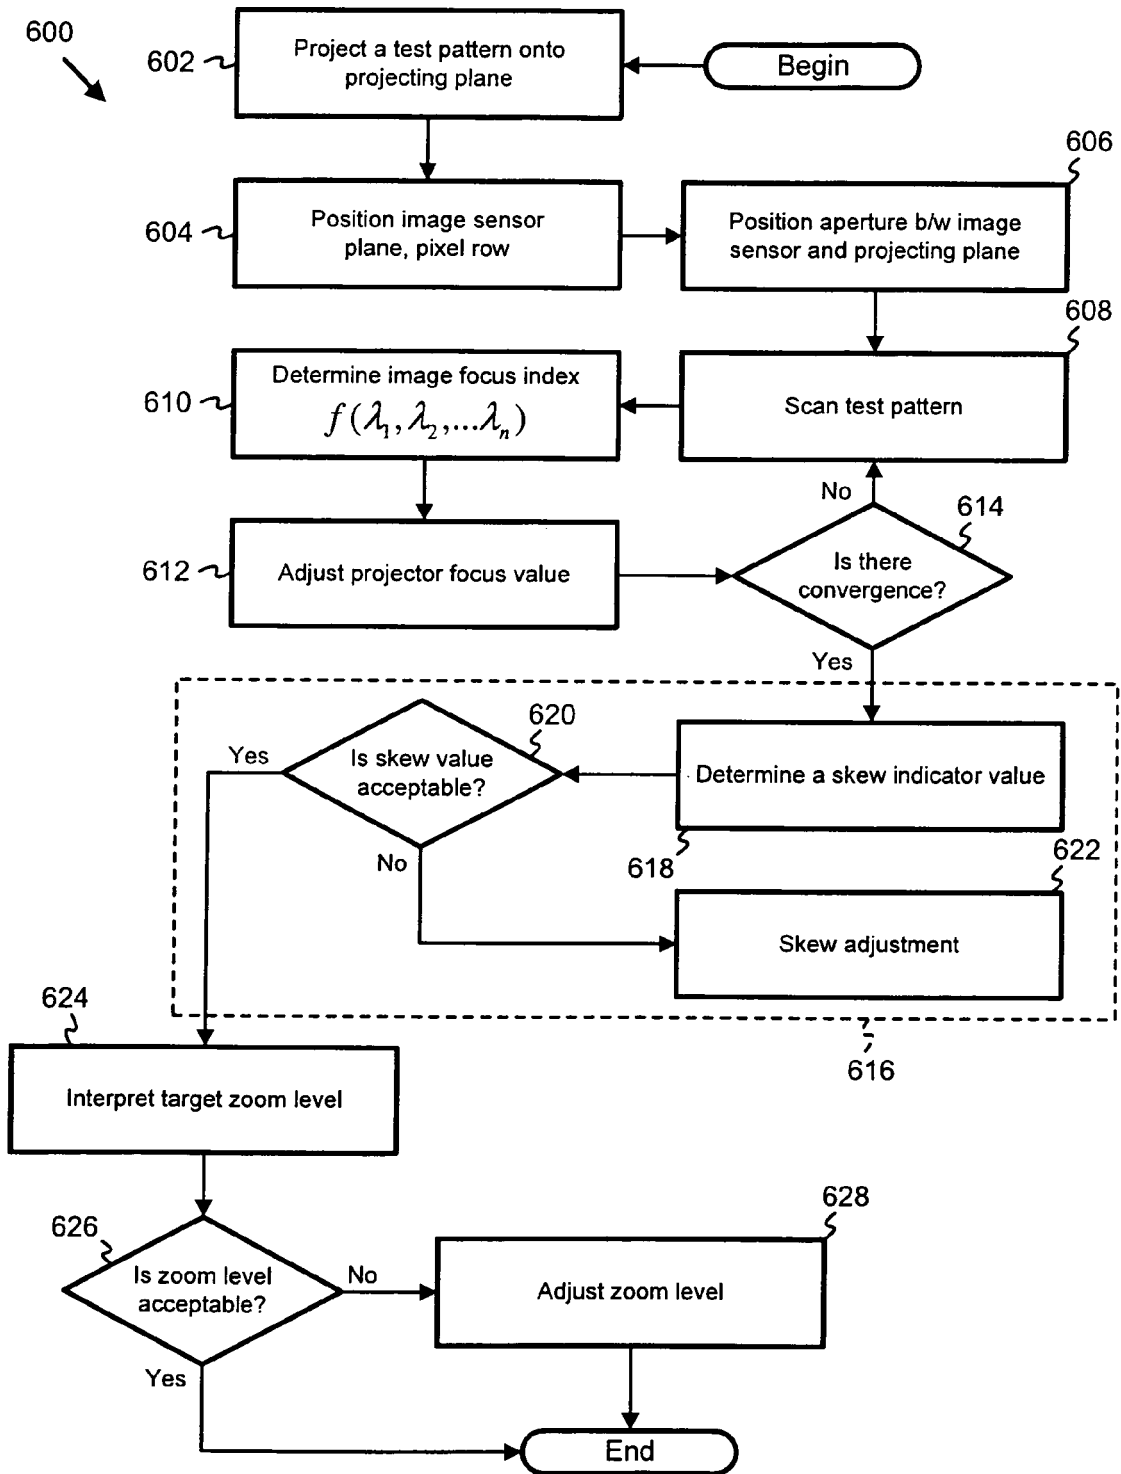 600
602
Project a test pattern onto
projecting plane
Begin
604
Position image sensor
plane, pixel row
606
Position aperture b/w image
sensor and projecting plane
608
Scan test pattern
610
Determine image focus index
f(λ1, λ2,...λn)
612
Adjust projector focus value
No
614
Is there
convergence?
Yes
620
Yes
Is skew value
acceptable?
No
Determine a skew indicator value
618
622
Skew adjustment
616
624
Interpret target zoom level
626
Is zoom level
acceptable?
No
Yes
628
Adjust zoom level
End